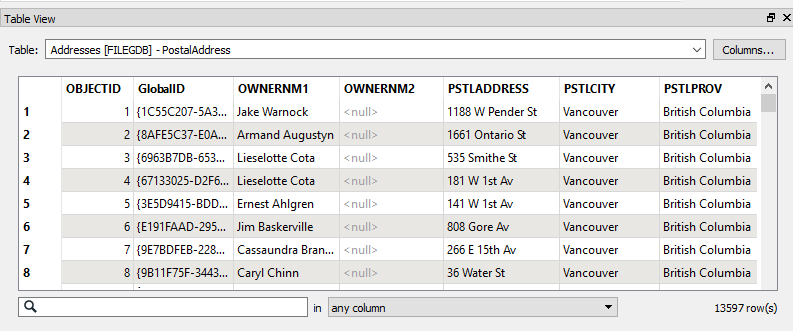 Table View
Table: Addresses [FILEGDB] - PostalAddress Columns...
OBJECTID GlobalID OWNERNM1 OWNERNM2 PSTLADDRESS PSTLCITY PSTLPROV
1 1 {1C55C207-5A3... Jake Warnock <null> 1188 W Pender St Vancouver British Columbia
2 2 {8AFE5C37-E0A... Armand Augustyn <null> 1661 Ontario St Vancouver British Columbia
3 3 {6963B7DB-653... Lieselotte Cota <null> 535 Smithe St Vancouver British Columbia
4 4 {67133025-D2F6... Lieselotte Cota <null> 181 W 1st Av Vancouver British Columbia
5 5 {3E5D9415-BDD... Ernest Ahlgren <null> 141 W 1st Av Vancouver British Columbia
6 6 {E191FAAD-295... Jim Baskerville <null> 808 Gore Av Vancouver British Columbia
7 7 {9E7BDFEB-228... Cassaundra Bran... <null> 266 E 15th Av Vancouver British Columbia
8 8 {9B11F75F-3443... Caryl Chinn <null> 36 Water St Vancouver British Columbia
in any column 13597 row(s)